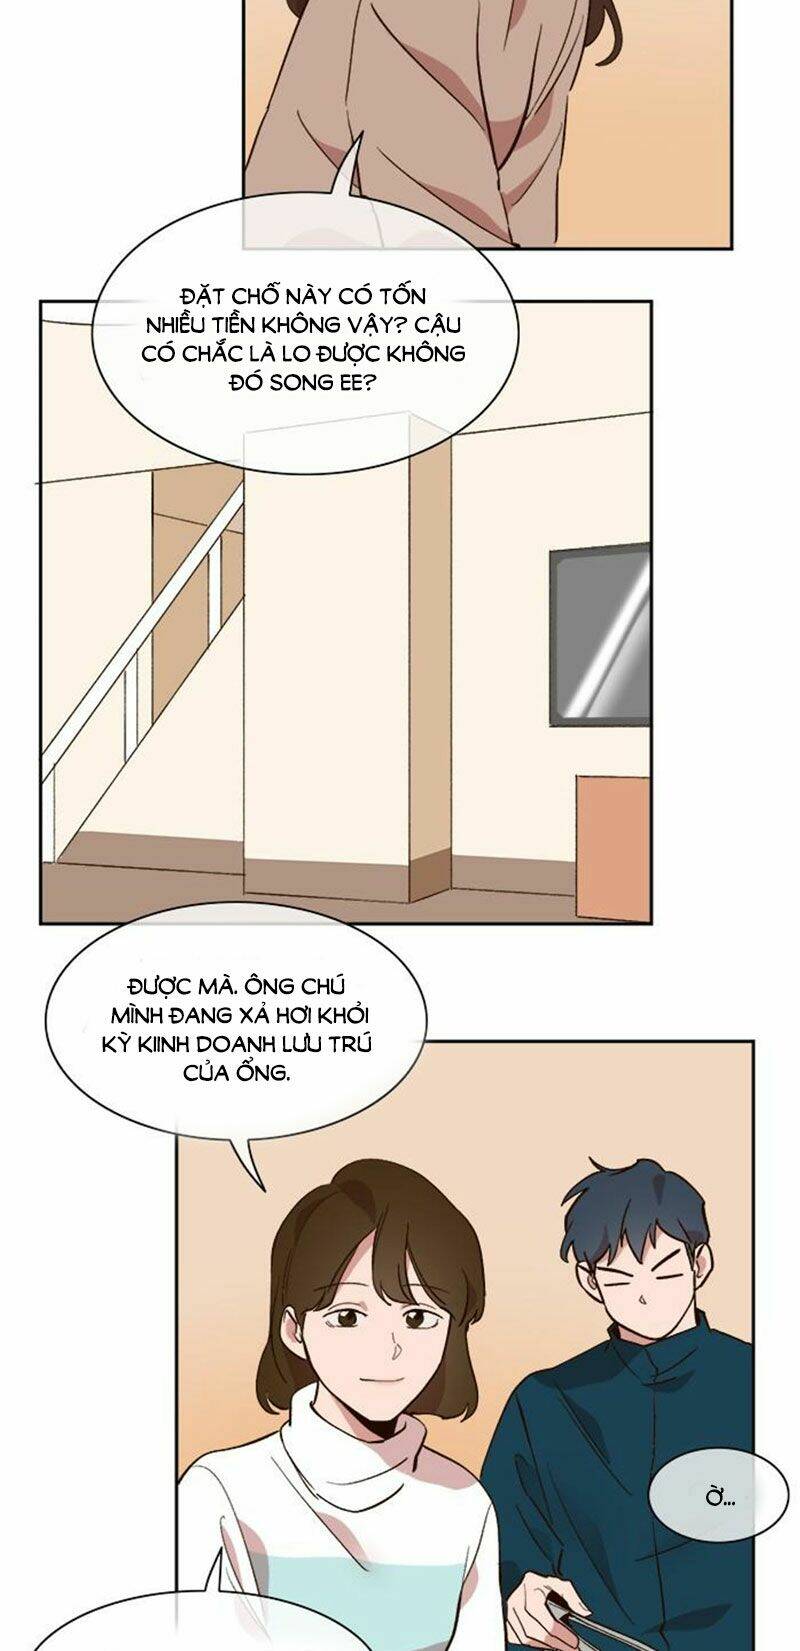 ĐẶT CHỖ NÀY CÓ TỐN
NHIỀU TIỀN KHÔNG VẬY? CẬU
CÓ CHẮC LÀ LO ĐƯỢC KHÔNG
ĐÓ SONG EE?
ĐƯỢC MÀ. ÔNG CHÚ
MÌNH ĐANG XẢ HƠI KHỎI
KỲ KIINH DOANH LƯU TRÚ
CỦA ỔNG.
Ờ...